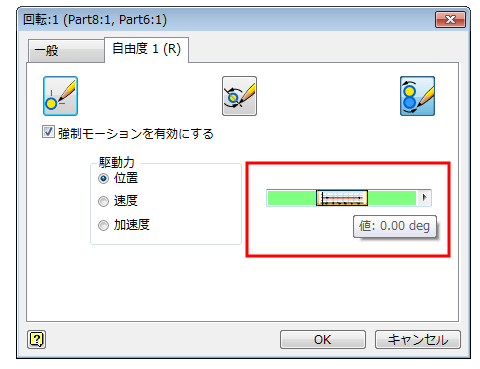 回転:1 (Part8:1, Part6:1)
一般
自由度 1 (R)
強制モーションを有効にする
駆動力
位置
速度
加速度
値: 0.00 deg
OK
キャンセル